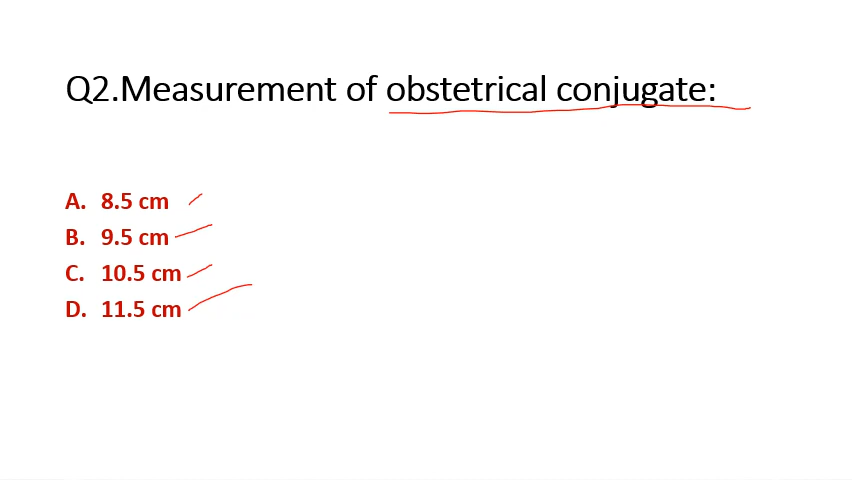 Q2.Measurement of obstetrical conjugate:
A. 8.5 cm
B. 9.5 cm
C. 10.5 cm
D. 11.5 cm